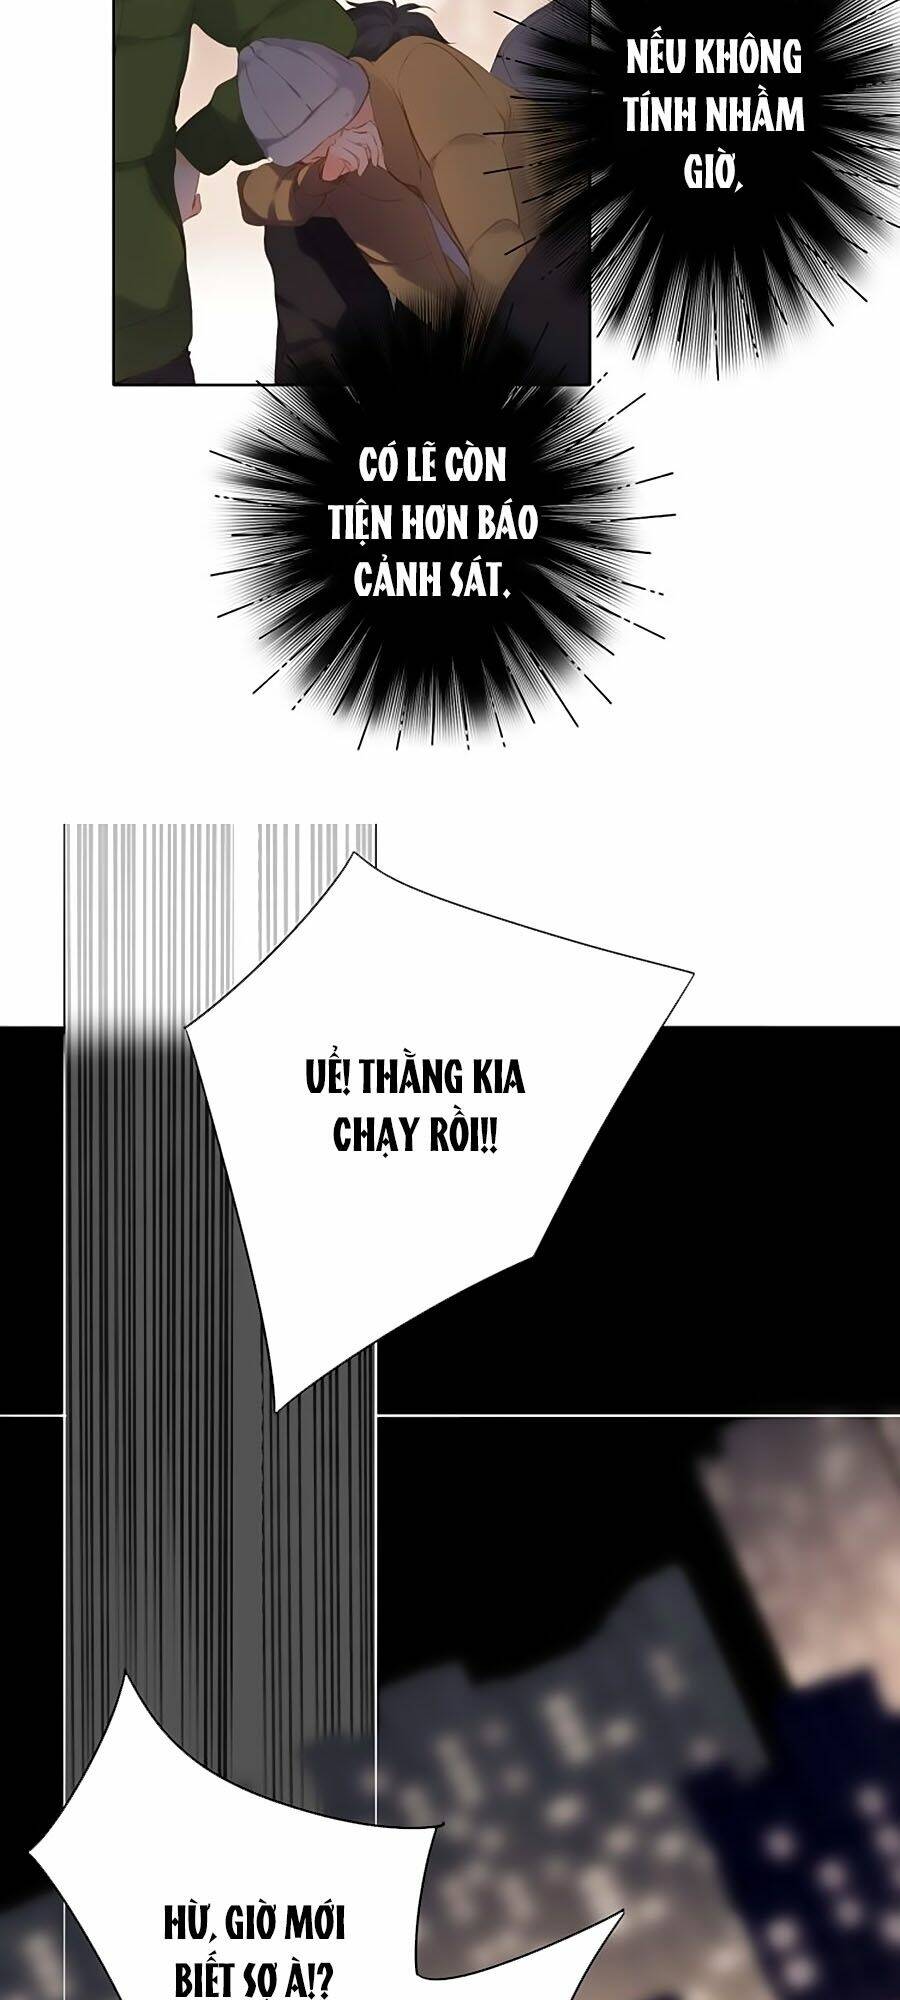 NẾU KHÔNG
TÍNH NHẦM
GIỜ,
CÓ LẼ CÒN
TIỆN HƠN BÁO
CẢNH SÁT.
UỂ! THẰNG KIA
CHẠY RỒI!!
HỪ, GIỜ MỚI
BIẾT SỢ À!?